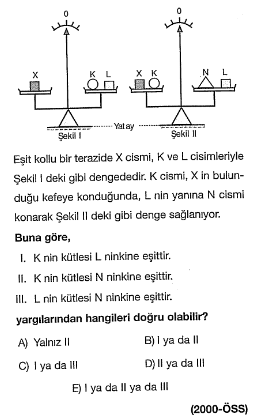 0 0
X K L X K N L
Yatay
Şekil I Şekil II
Eşit kollu bir terazide X cismi, K ve L cisimleriyle
Şekil I deki gibi dengededir. K cismi, X in bulun-
duğu kefeye konduğunda, L nin yanına N cismi
konarak Şekil II deki gibi denge sağlanıyor.
Buna göre,
I. K nin kütlesi L ninkine eşittir.
II. K nin kütlesi N ninkine eşittir.
III. L nin kütlesi N ninkine eşittir.
yargılarından hangileri doğru olabilir?
A) Yalnız II B) I ya da II
C) I ya da III D) II ya da III
E) I ya da II ya da III
(2000-ÖSS)